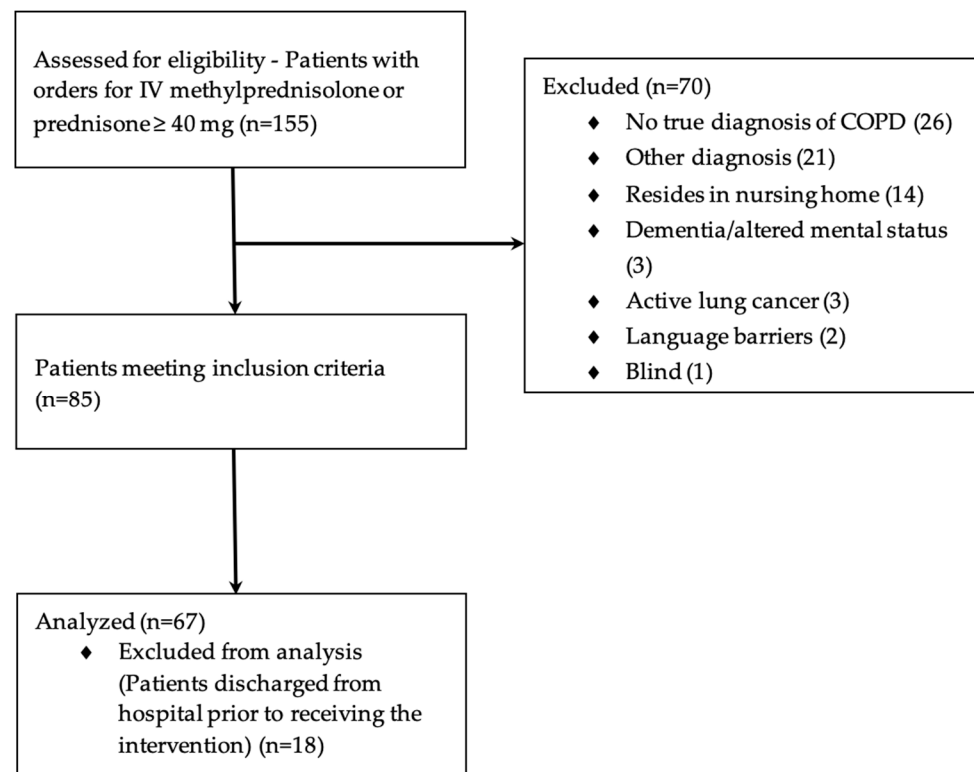 Assessed for eligibility - Patients with
orders for IV methylprednisolone or
prednisone ≥ 40 mg (n=155)
Excluded (n=70)
♦ No true diagnosis of COPD (26)
♦ Other diagnosis (21)
♦ Resides in nursing home (14)
♦ Dementia/altered mental status
(3)
♦ Active lung cancer (3)
♦ Language barriers (2)
♦ Blind (1)
Patients meeting inclusion criteria
(n=85)
Analyzed (n=67)
♦ Excluded from analysis
(Patients discharged from
hospital prior to receiving the
intervention) (n=18)